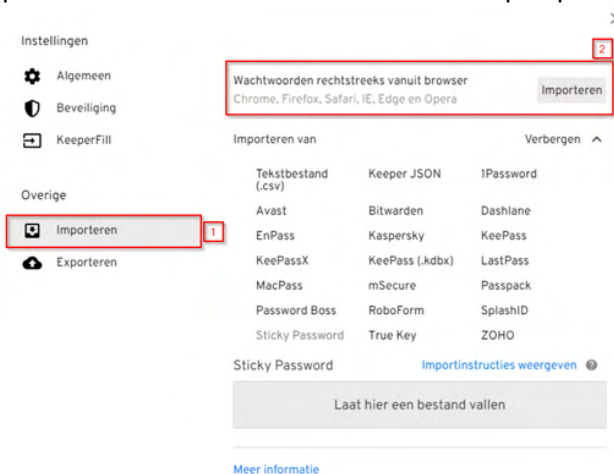 Instellingen
Algemeen
Beveiliging
KeeperFill
Overige
Importeren
1
Exporteren
2
Wachtwoorden rechtstreeks vanuit browser
Chrome, Firefox, Safari, IE, Edge en Opera
Importeren
Importeren van
Verbergen
Tekstbestand
(.csv)
Keeper JSON
1Password
Avast
Bitwarden
Dashlane
EnPass
Kaspersky
KeePass
KeePassX
KeePass (.kdbx)
LastPass
MacPass
mSecure
Passpack
Password Boss
RoboForm
SplashID
Sticky Password
True Key
ZOHO
Sticky Password
Importinstructies weergeven
?
Laat hier een bestand vallen
Meer informatie